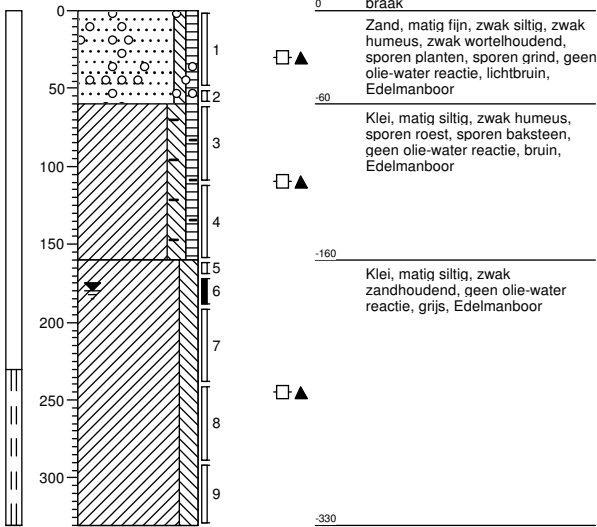 0
50
100
150
200
250
300
1
2
3
4
5
6
7
8
9
0
braak
Zand, matig fijn, zwak siltig, zwak
humeus, zwak wortelhoudend,
sporen planten, sporen grind, geen
olie-water reactie, lichtbruin,
Edelmanboor
-60
Klei, matig siltig, zwak humeus,
sporen roest, sporen baksteen,
geen olie-water reactie, bruin,
Edelmanboor
-160
Klei, matig siltig, zwak
zandhoudend, geen olie-water
reactie, grijs, Edelmanboor
-330